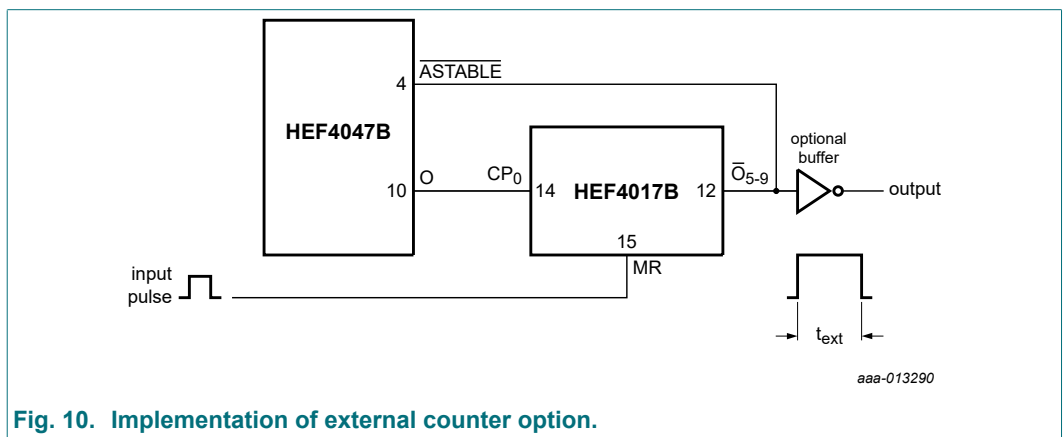 4
ASTABLE
HEF4047B
optional
buffer
10
O
CP0
14
HEF4017B
12
O̅5-9
output
15
MR
input
pulse
text
aaa-013290
Fig. 10. Implementation of external counter option.